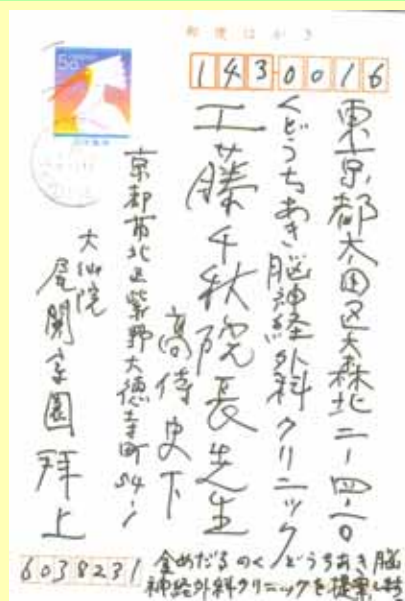 郵便はがき
50
143-0016
東京都大田区大森北二ー四ー一〇
くどうちあき脳神経外科クリニック
工藤千秋院長先生
高侍史下
京都市北区紫野大徳寺町54-1
大仙院
尾関宗園拝上
6038231
金めだるのくどうちあき脳
神経外科クリニックを提案し